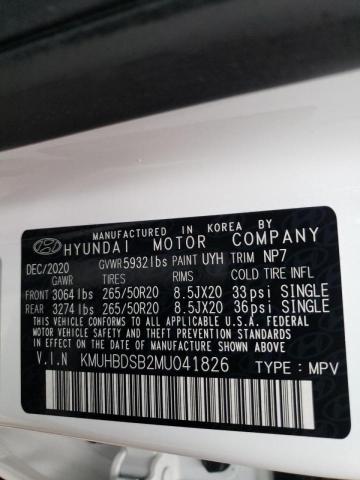 MANUFACTURED IN KOREA BY
HYUNDAI MOTOR COMPANY
DEC/2020 GVWR 5932lbs PAINT UYH TRIM NP7
GAWR TIRES RIMS COLD TIRE INFL
FRONT 3064lbs 265/50R20 8.5JX20 33psi SINGLE
REAR 3274lbs 265/50R20 8.5JX20 36psi SINGLE
THIS VEHICLE CONFORMS TO ALL APPLICABLE U.S.A. FEDERAL
MOTOR VEHICLE SAFETY, BUMPER, AND THEFT PREVENTION
STANDARDS IN EFFECT ON THE DATE OF MANUFACTURE
SHOWN ABOVE.
V.I.N KMUHBDSB2MU041826 TYPE: MPV